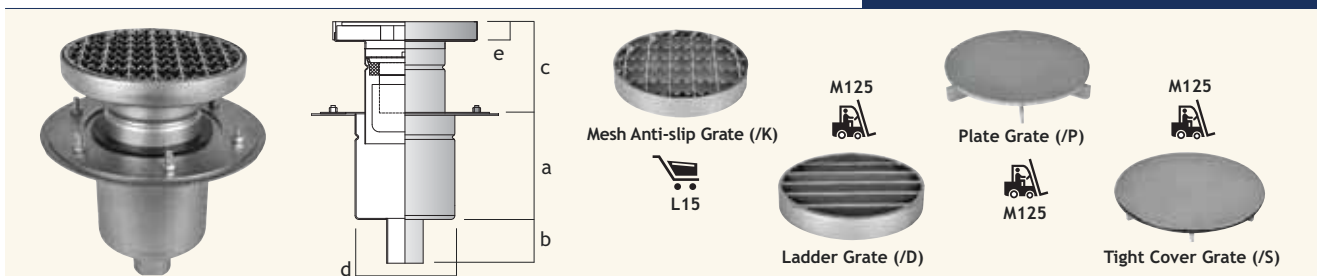 e
c
a
b
d
Mesh Anti-slip Grate (/K)
L15
M125
Ladder Grate (/D)
Plate Grate (/P)
M125
M125
Tight Cover Grate (/S)